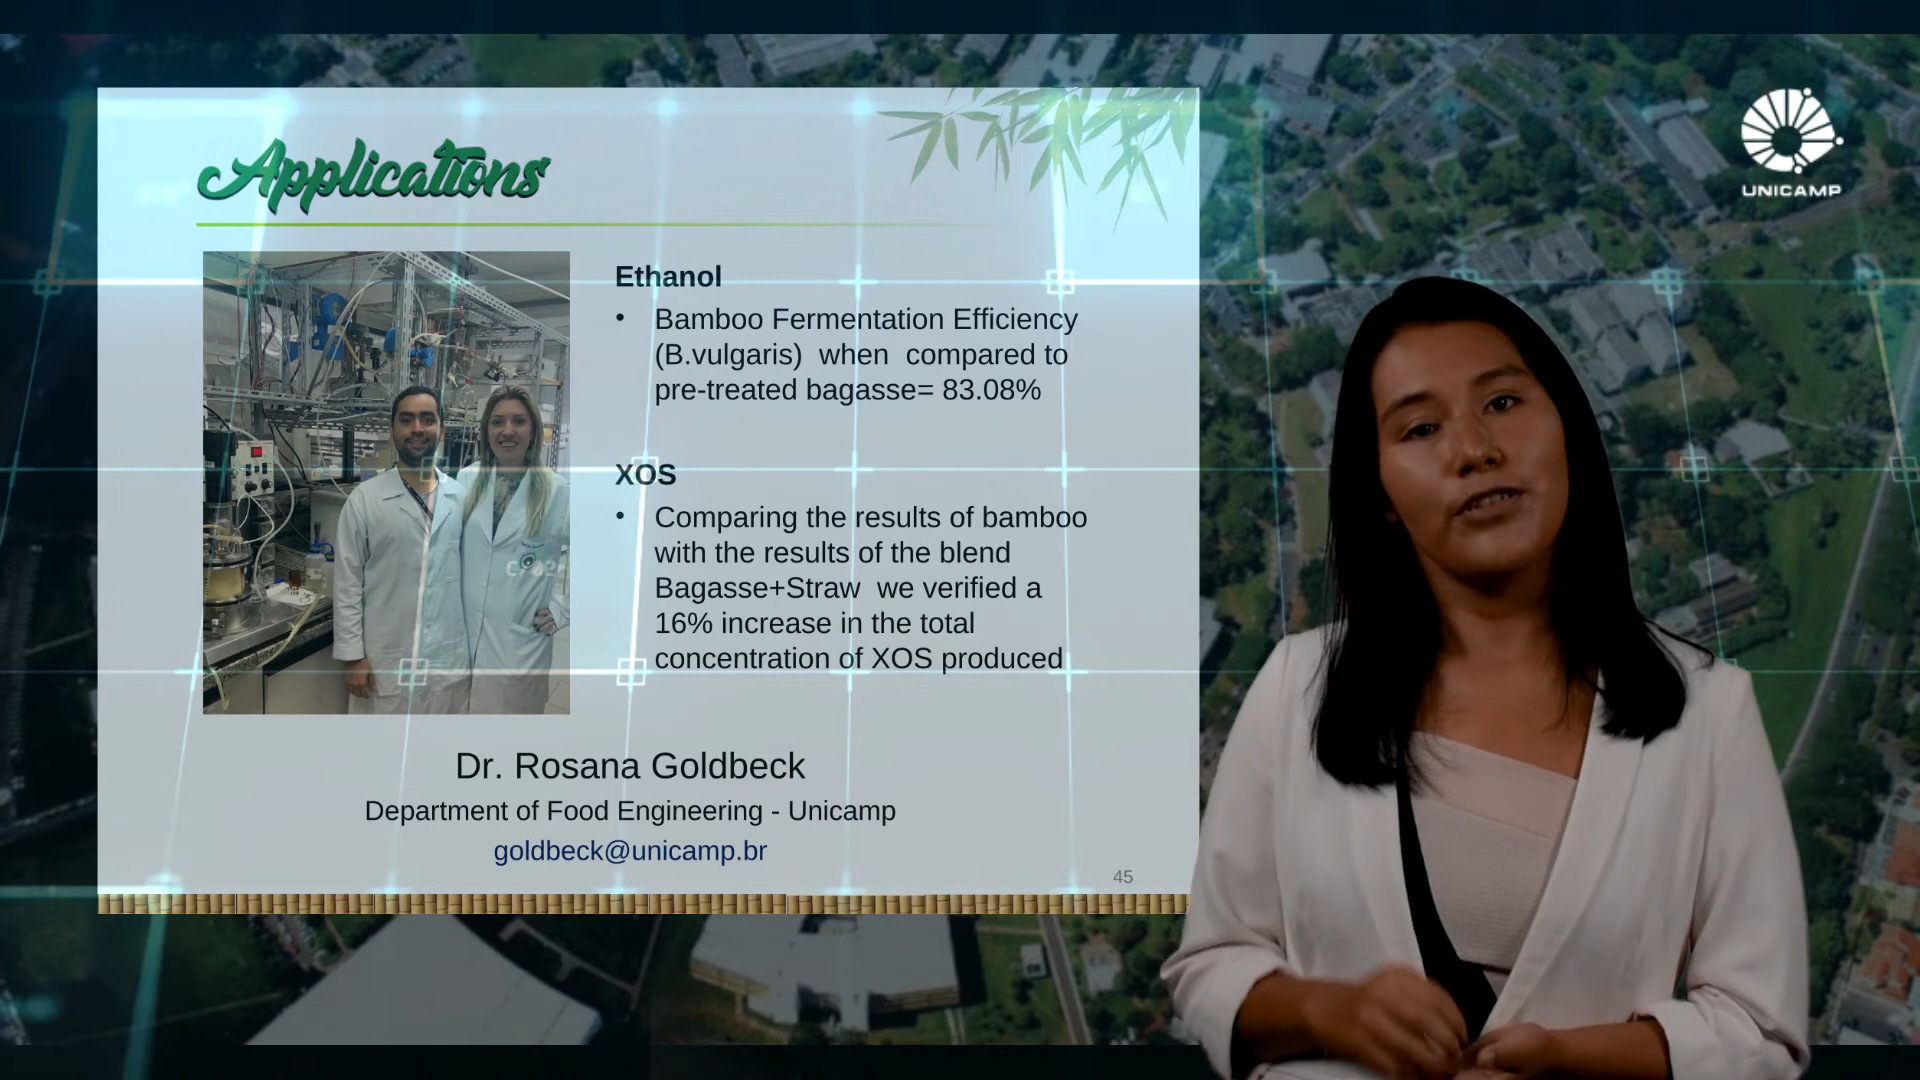 Applications
UNICAMP
Ethanol
• Bamboo Fermentation Efficiency
(B.vulgaris) when compared to
pre-treated bagasse= 83.08%
XOS
• Comparing the results of bamboo
with the results of the blend
Bagasse+Straw we verified a
16% increase in the total
concentration of XOS produced
Dr. Rosana Goldbeck
Department of Food Engineering - Unicamp
goldbeck@unicamp.br
45